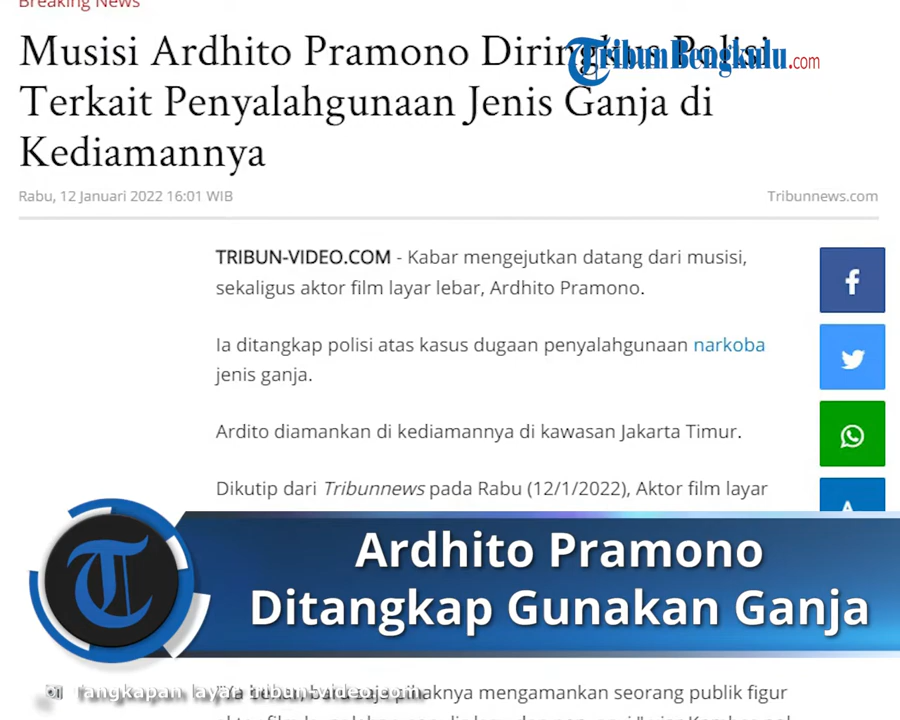 Breaking News
Musisi Ardhito Pramono Diringkus Polisi
TribunBengkulu.com
Terkait Penyalahgunaan Jenis Ganja di
Kediamannya
Rabu, 12 Januari 2022 16:01 WIB
Tribunnews.com
TRIBUN-VIDEO.COM - Kabar mengejutkan datang dari musisi,
sekaligus aktor film layar lebar, Ardhito Pramono.
Ia ditangkap polisi atas kasus dugaan penyalahgunaan narkoba
jenis ganja.
Ardito diamankan di kediamannya di kawasan Jakarta Timur.
Dikutip dari Tribunnews pada Rabu (12/1/2022), Aktor film layar
Ardhito Pramono
Ditangkap Gunakan Ganja
Tangkapan layar tribun-video.com
pihaknya mengamankan seorang publik figur